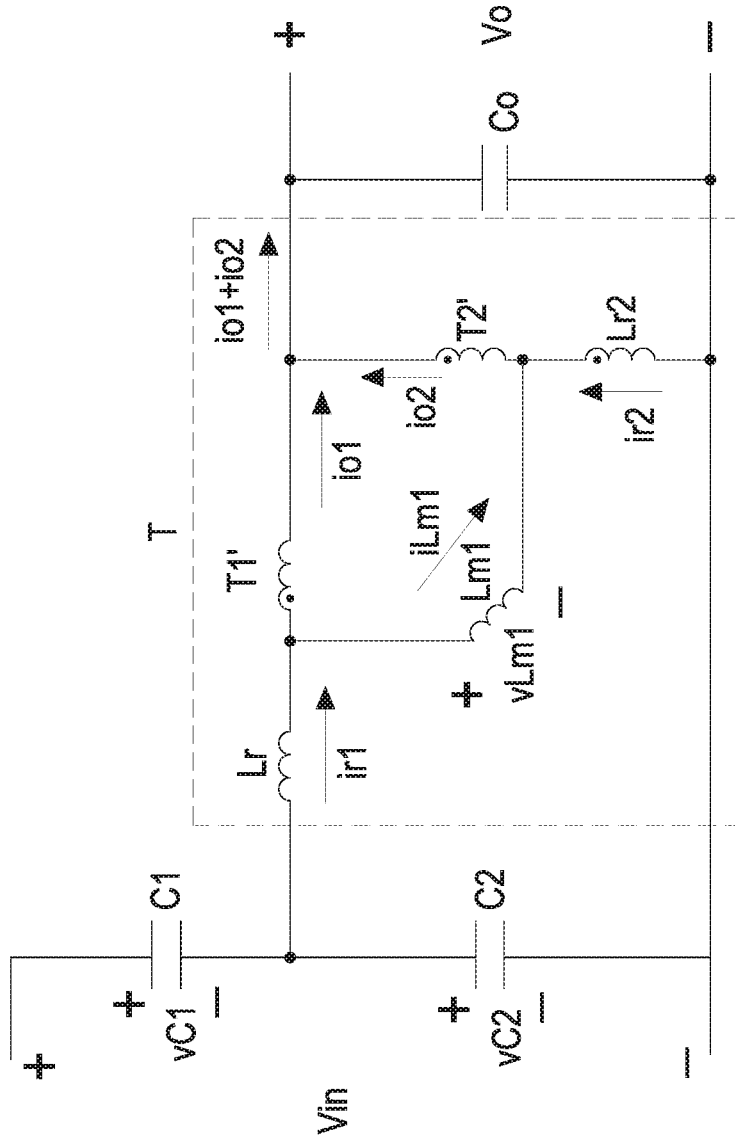 Vin
+
−
+
vC1
−
C1
+
vC2
−
C2
T
Lr
ir1
T1'
io1
+
vLm1
−
Lm1
iLm1
io1+io2
io2
T2'
ir2
Lr2
Co
+
Vo
−